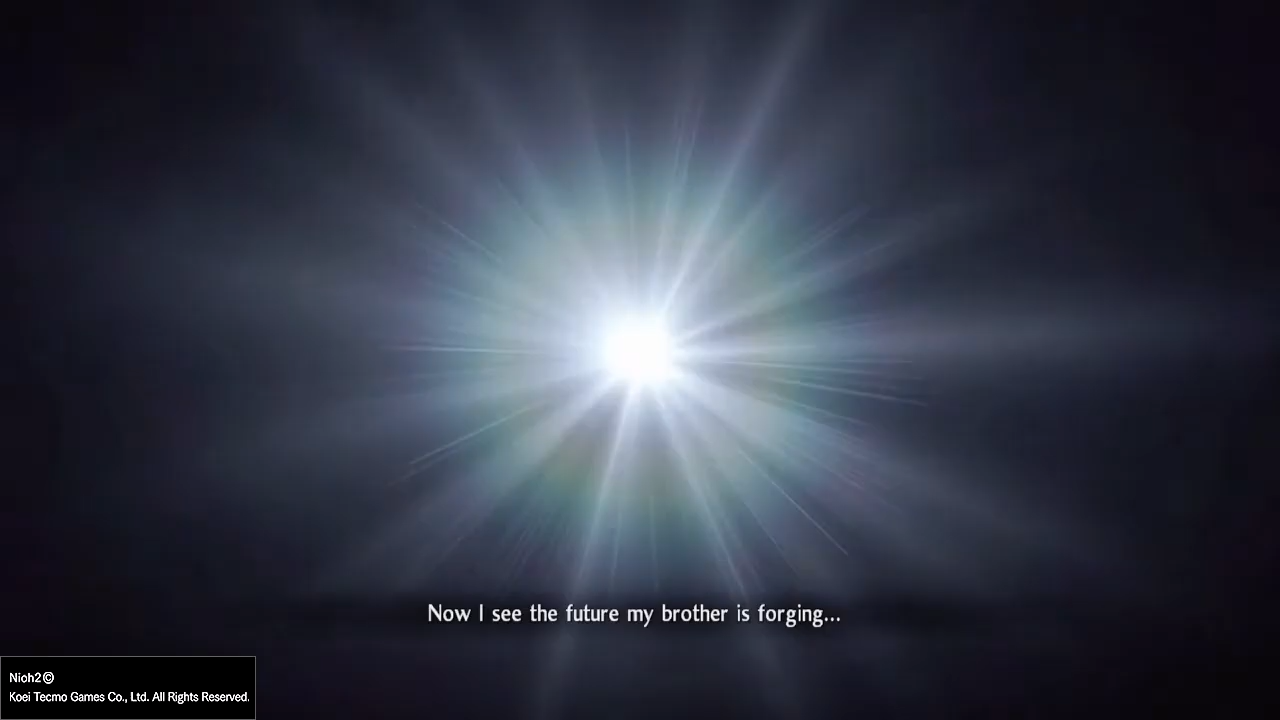 Now I see the future my brother is forging...
Nioh2©
Koei Tecmo Games Co., Ltd. All Rights Reserved.